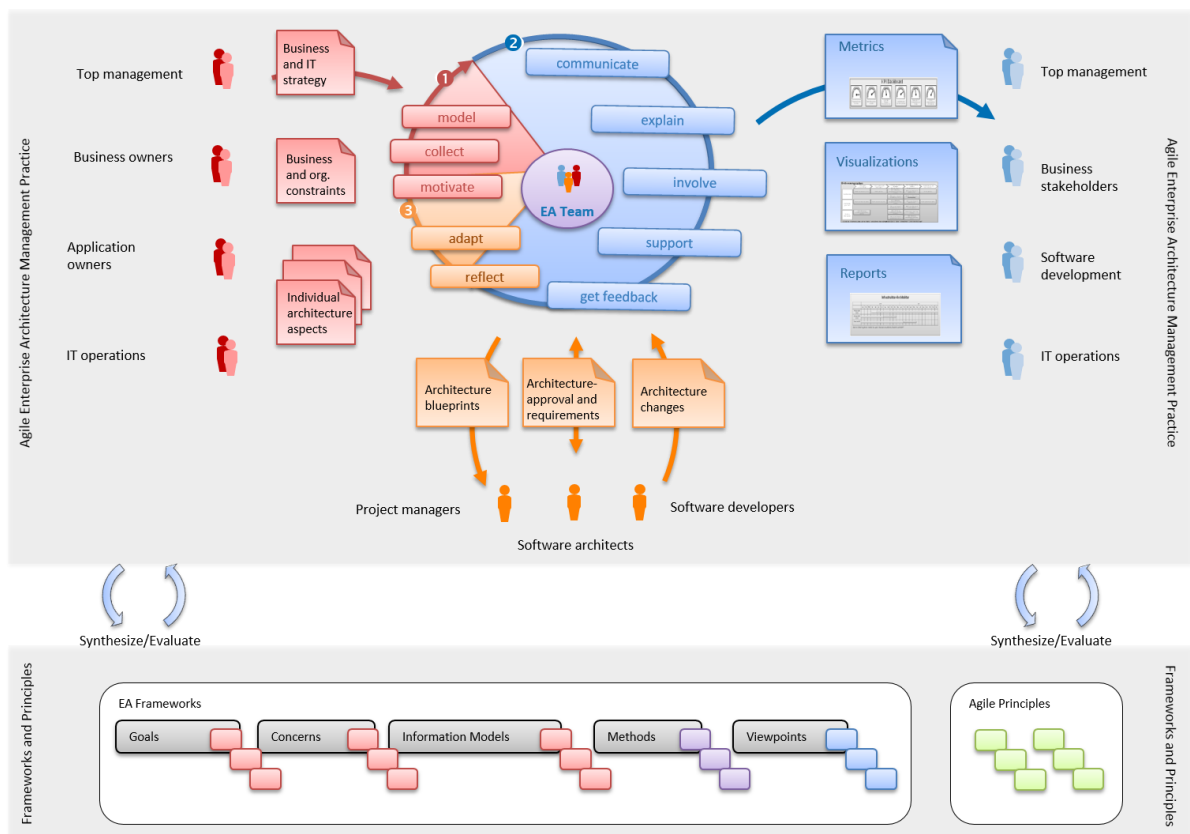 Agile Enterprise Architecture Management Practice
Top management
Business owners
Application
owners
IT operations
Business
and IT
strategy
Business
and org.
constraints
Individual
architecture
aspects
1
2
3
model
collect
motivate
adapt
reflect
communicate
explain
involve
support
get feedback
EA Team
Metrics
Visualizations
Reports
Top management
Business
stakeholders
Software
development
IT operations
Agile Enterprise Architecture Management Practice
Architecture
blueprints
Architecture-
approval and
requirements
Architecture
changes
Project managers
Software architects
Software developers
Synthesize/Evaluate
Synthesize/Evaluate
Frameworks and Principles
EA Frameworks
Goals
Concerns
Information Models
Methods
Viewpoints
Agile Principles
Frameworks and Principles